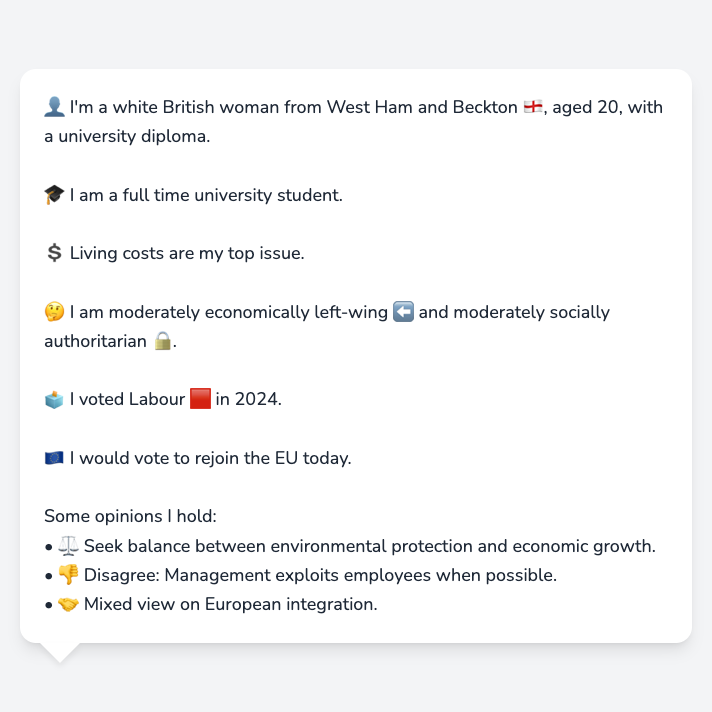 👤 I'm a white British woman from West Ham and Beckton 🏴󠁧󠁢󠁥󠁮󠁧󠁿, aged 20, with
a university diploma.
🎓 I am a full time university student.
💲 Living costs are my top issue.
🤔 I am moderately economically left-wing ⬅️ and moderately socially
authoritarian 🔒.
🗳️ I voted Labour 🟥 in 2024.
🇪🇺 I would vote to rejoin the EU today.
Some opinions I hold:
• ⚖️ Seek balance between environmental protection and economic growth.
• 👎 Disagree: Management exploits employees when possible.
• 🤝 Mixed view on European integration.